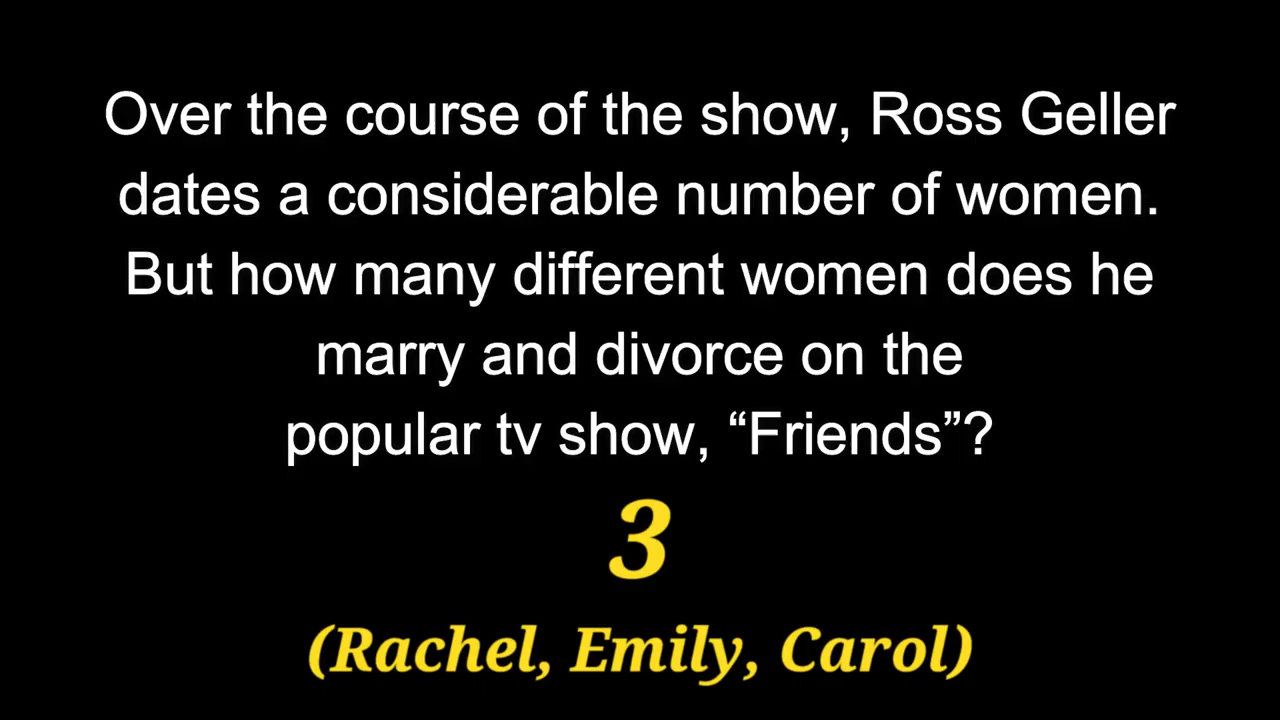 Over the course of the show, Ross Geller
dates a considerable number of women.
But how many different women does he
marry and divorce on the
popular tv show, “Friends”?
3
(Rachel, Emily, Carol)